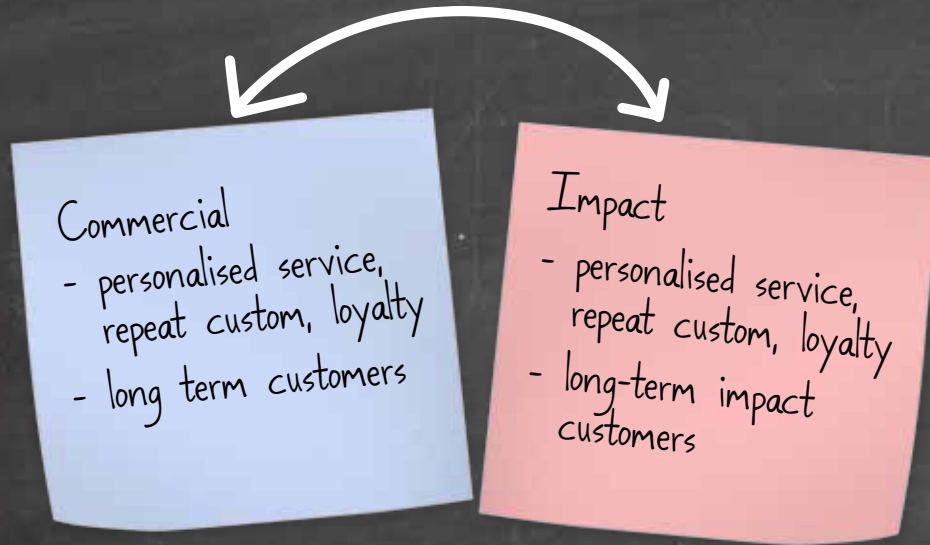 Commercial
- personalised service,
repeat custom, loyalty
- long term customers
Impact
- personalised service,
repeat custom, loyalty
- long-term impact
customers